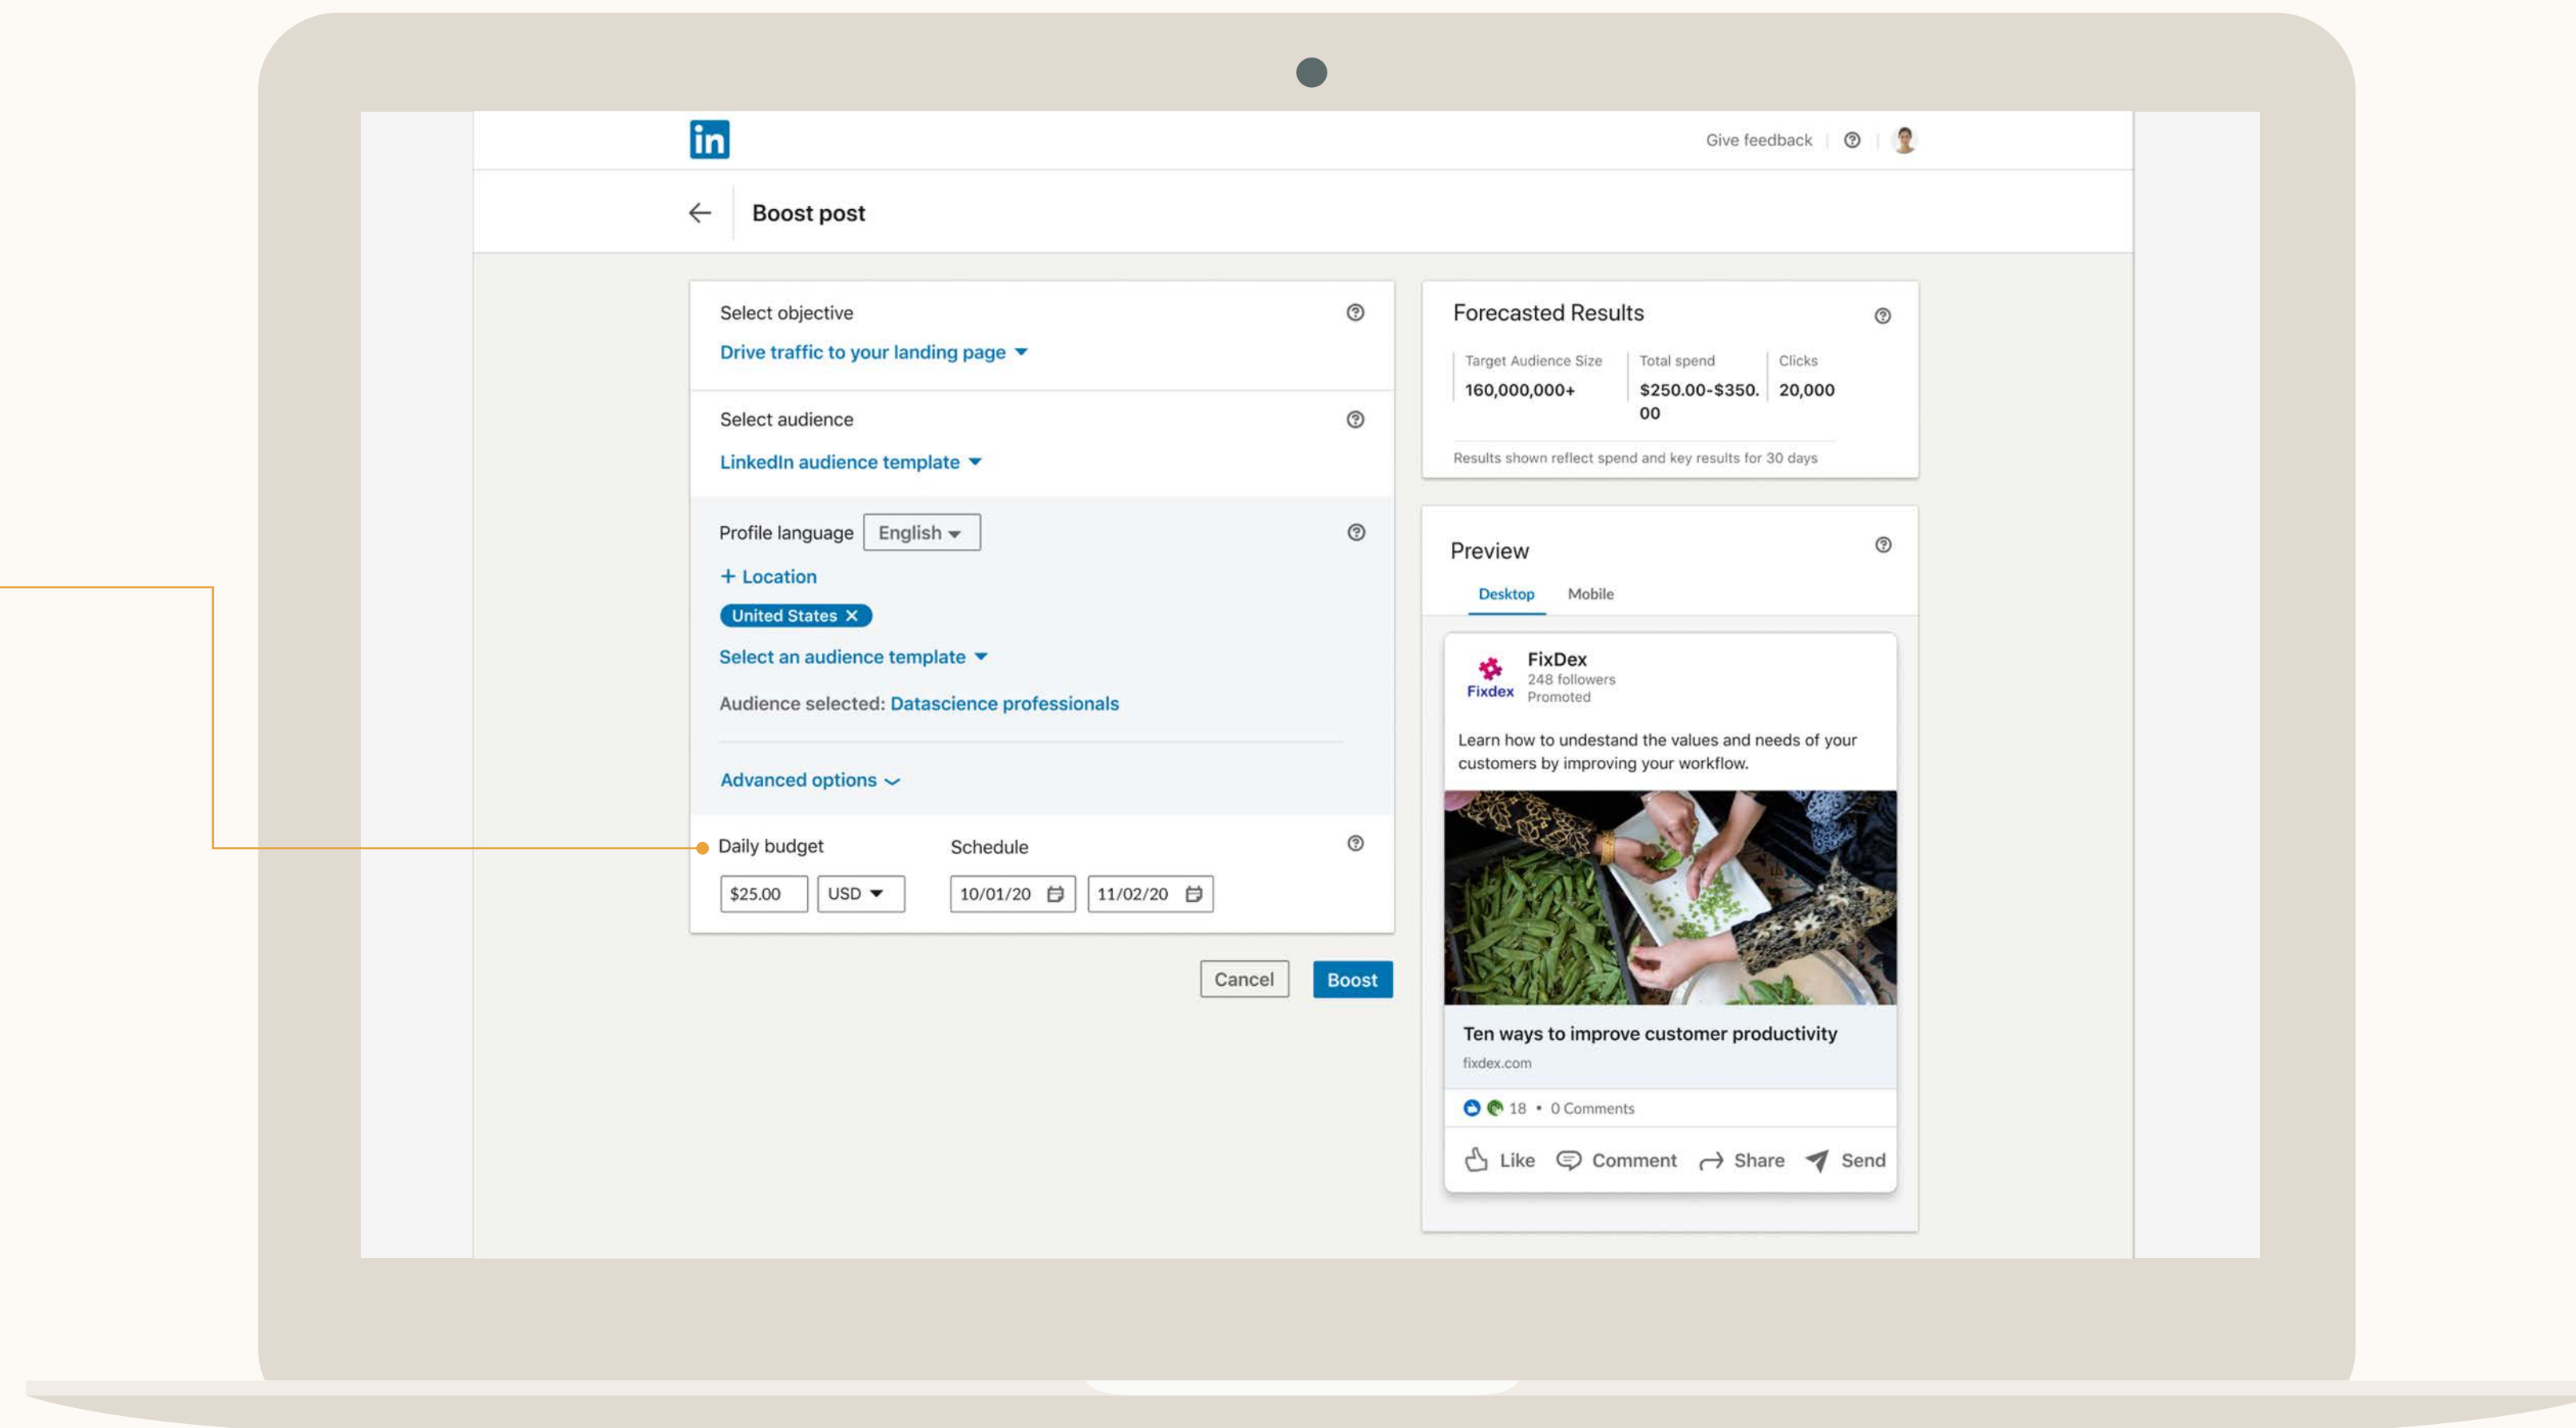 in
Give feedback
Boost post
Select objective
Drive traffic to your landing page
Select audience
LinkedIn audience template
Profile language English
+ Location
United States ×
Select an audience template
Audience selected: Datascience professionals
Advanced options
Daily budget Schedule
$25.00 USD 10/01/20 11/02/20
Cancel Boost
Forecasted Results
Target Audience Size Total spend Clicks
160,000,000+ $250.00-$350. 20,000
00
Results shown reflect spend and key results for 30 days
Preview
Desktop Mobile
FixDex
248 followers
Fixdex
Promoted
Learn how to undestand the values and needs of your
customers by improving your workflow.
Ten ways to improve customer productivity
fixdex.com
18 • 0 Comments
Like Comment Share Send